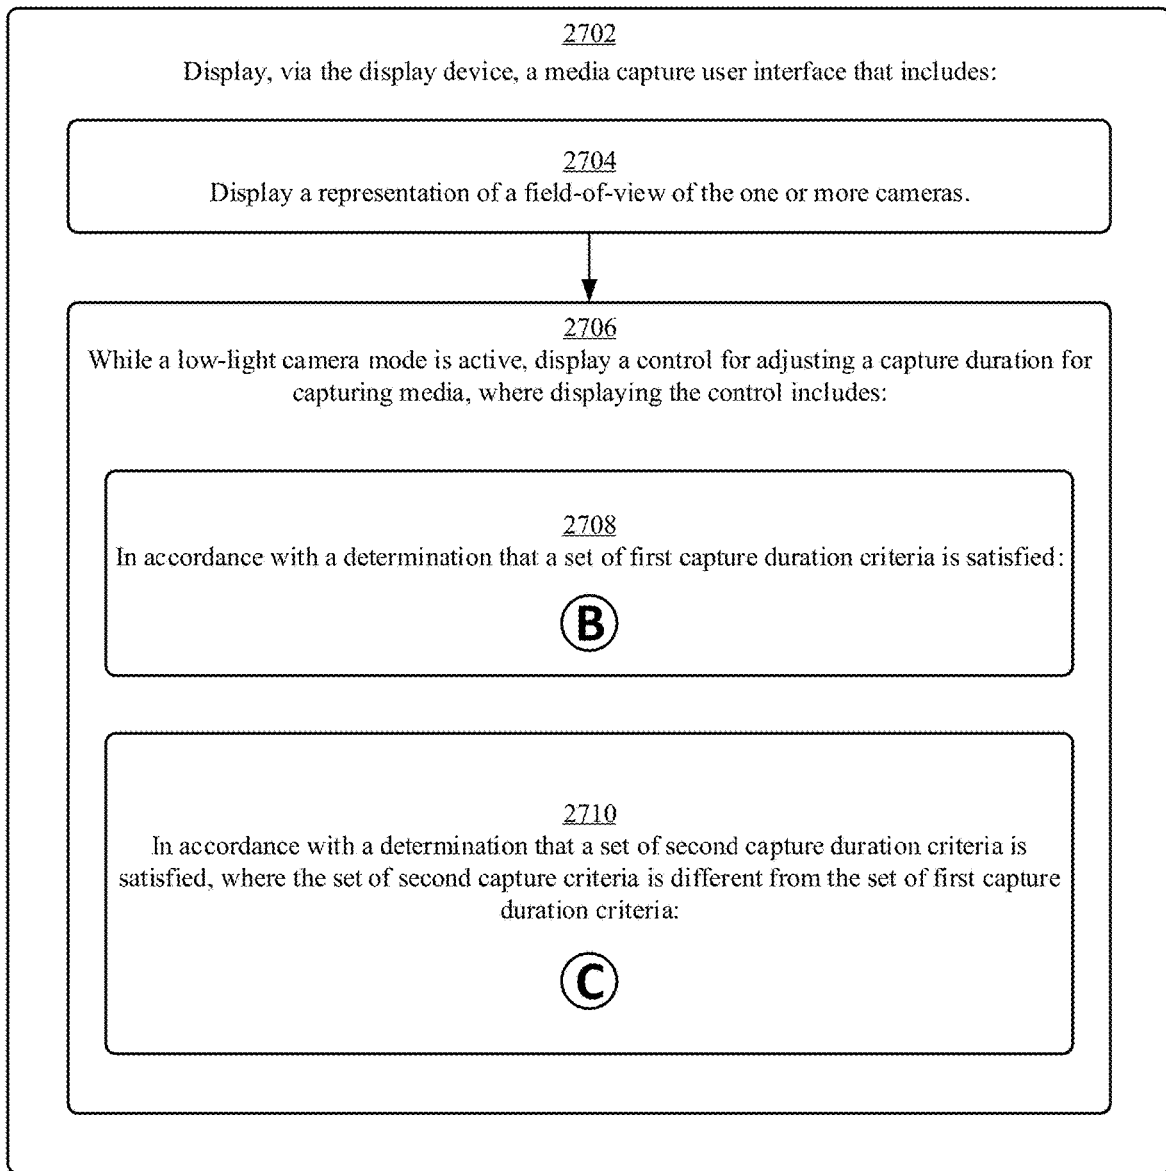 2702
Display, via the display device, a media capture user interface that includes:
2704
Display a representation of a field-of-view of the one or more cameras.
2706
While a low-light camera mode is active, display a control for adjusting a capture duration for
capturing media, where displaying the control includes:
2708
In accordance with a determination that a set of first capture duration criteria is satisfied:
B
2710
In accordance with a determination that a set of second capture duration criteria is
satisfied, where the set of second capture criteria is different from the set of first capture
duration criteria:
C